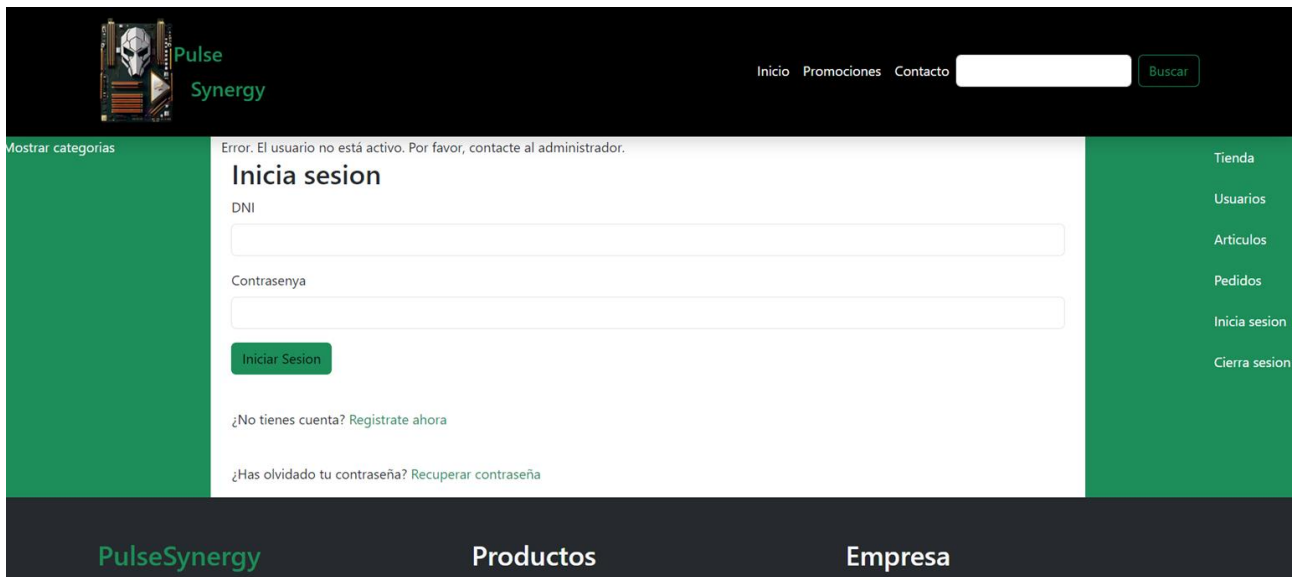 Pulse
Synergy
Inicio Promociones Contacto Buscar
Mostrar categorias
Error. El usuario no está activo. Por favor, contacte al administrador.
Inicia sesion
DNI
Contrasenya
Iniciar Sesion
¿No tienes cuenta? Registrate ahora
¿Has olvidado tu contraseña? Recuperar contraseña
Tienda
Usuarios
Articulos
Pedidos
Inicia sesion
Cierra sesion
PulseSynergy Productos Empresa